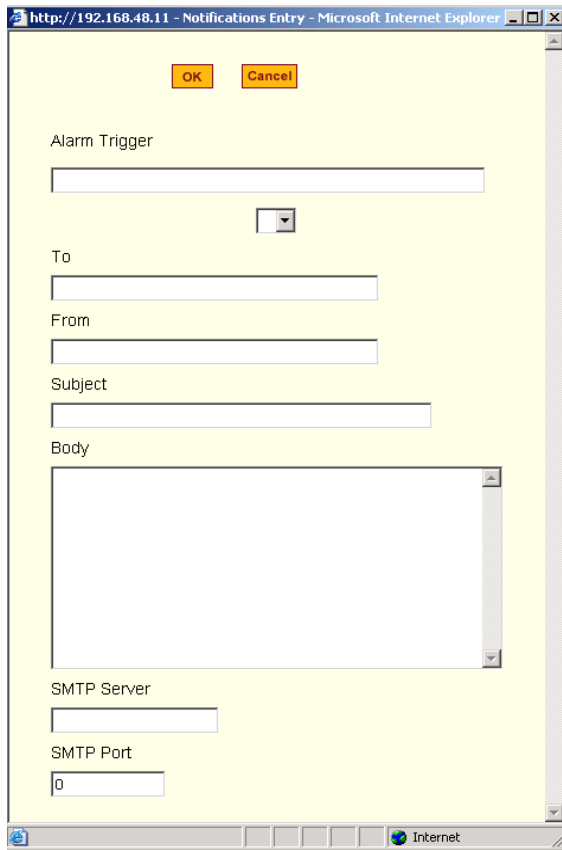 http://192.168.48.11 - Notifications Entry - Microsoft Internet Explorer
OK
Cancel
Alarm Trigger
To
From
Subject
Body
SMTP Server
SMTP Port
0
Internet